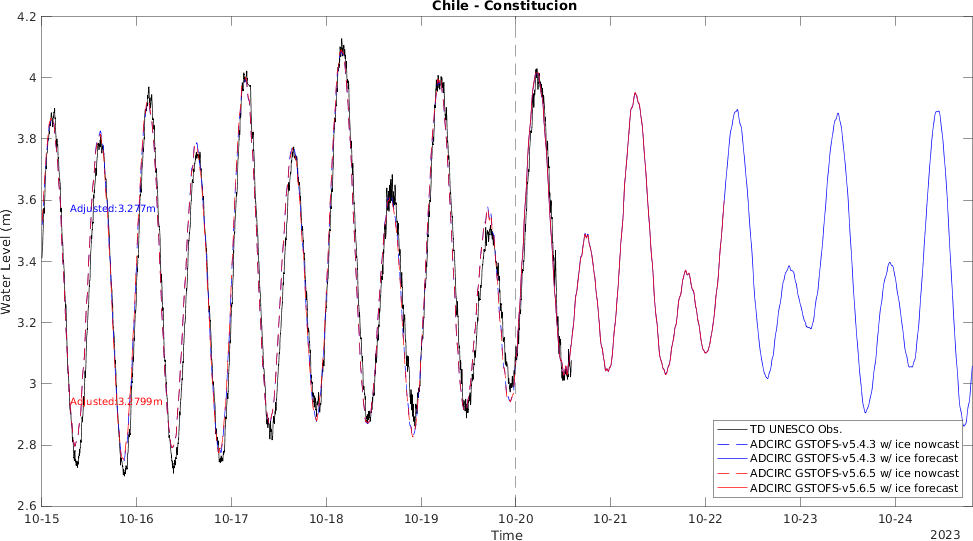 Chile - Constitucion
4.2
4
3.8
3.6
3.4
3.2
3
2.8
2.6
Water Level (m)
Adjusted:3.277m
Adjusted:3.2799m
TD UNESCO Obs.
ADCIRC GSTOFS-v5.4.3 w/ ice nowcast
ADCIRC GSTOFS-v5.4.3 w/ ice forecast
ADCIRC GSTOFS-v5.6.5 w/ ice nowcast
ADCIRC GSTOFS-v5.6.5 w/ ice forecast
10-15 10-16 10-17 10-18 10-19 10-20 10-21 10-22 10-23 10-24
Time
2023